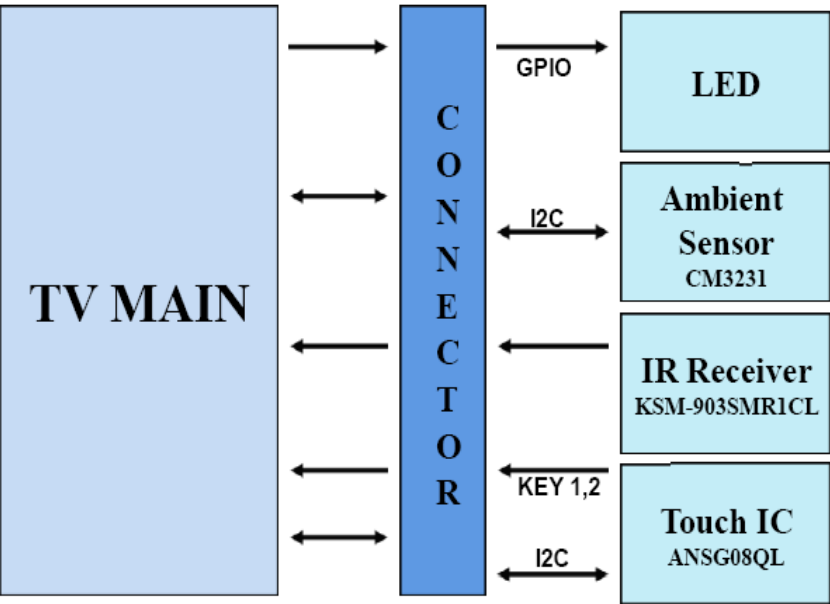 TV MAIN
CONNECTOR
GPIO
LED
I2C
Ambient
Sensor
CM3231
IR Receiver
KSM-903SMR1CL
KEY 1,2
Touch IC
ANSG08QL
I2C